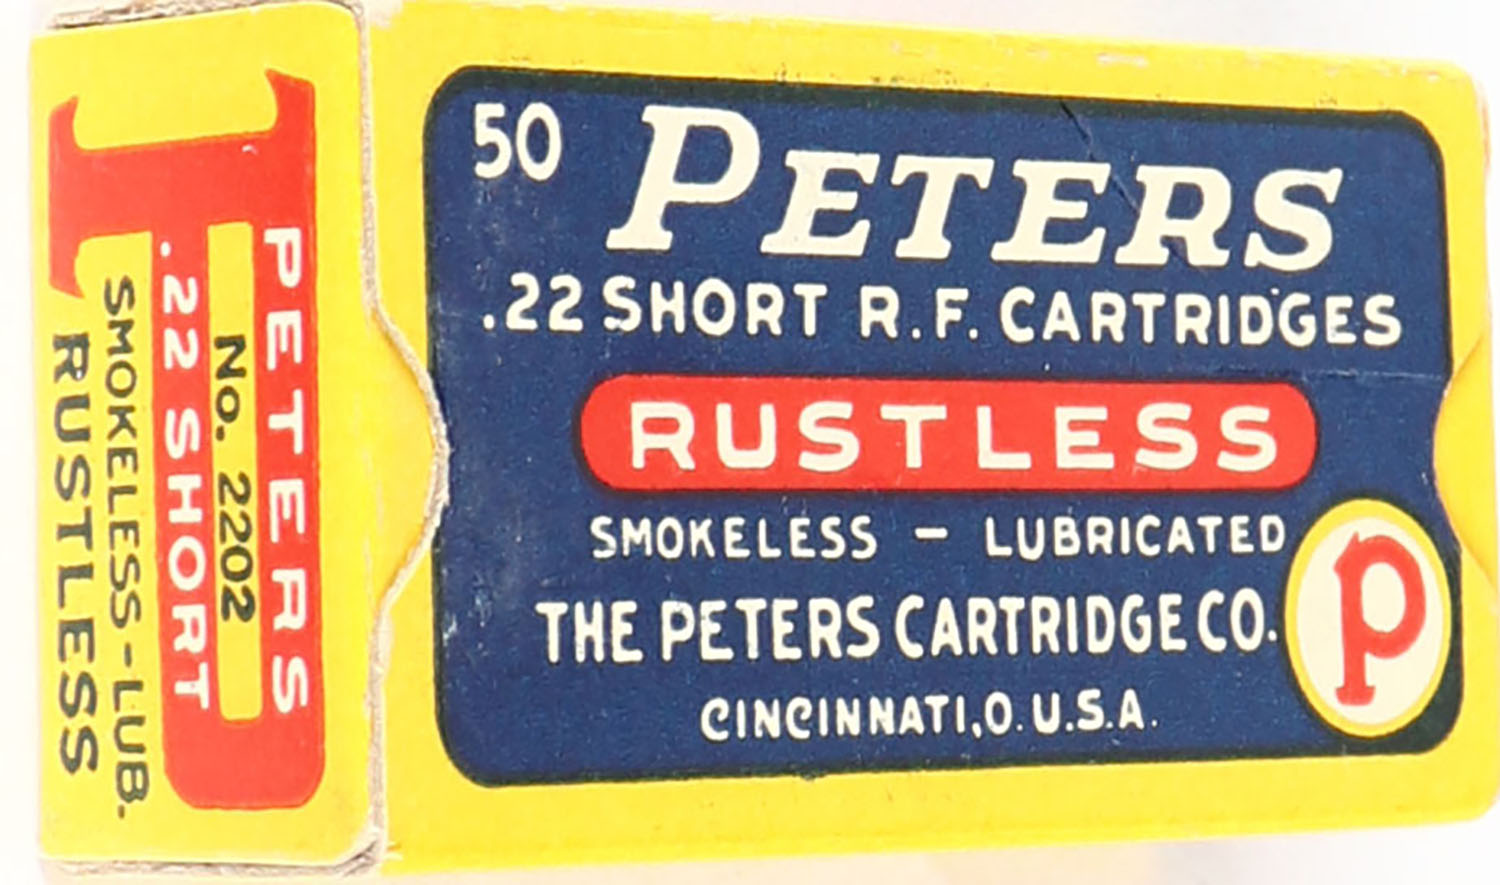 50 PETERS
.22 SHORT R.F. CARTRIDGES
RUSTLESS
SMOKELESS – LUBRICATED
THE PETERS CARTRIDGE CO.
CINCINNATI,O. U.S.A.
P
PETERS
No. 2202
.22 SHORT
SMOKELESS-LUB.
RUSTLESS